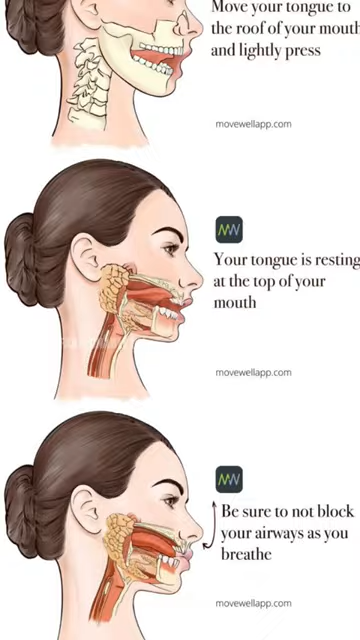 Move your tongue to
the roof of your mouth
and lightly press
movewellapp.com
Your tongue is resting
at the top of your
mouth
movewellapp.com
Be sure to not block
your airways as you
breathe
movewellapp.com